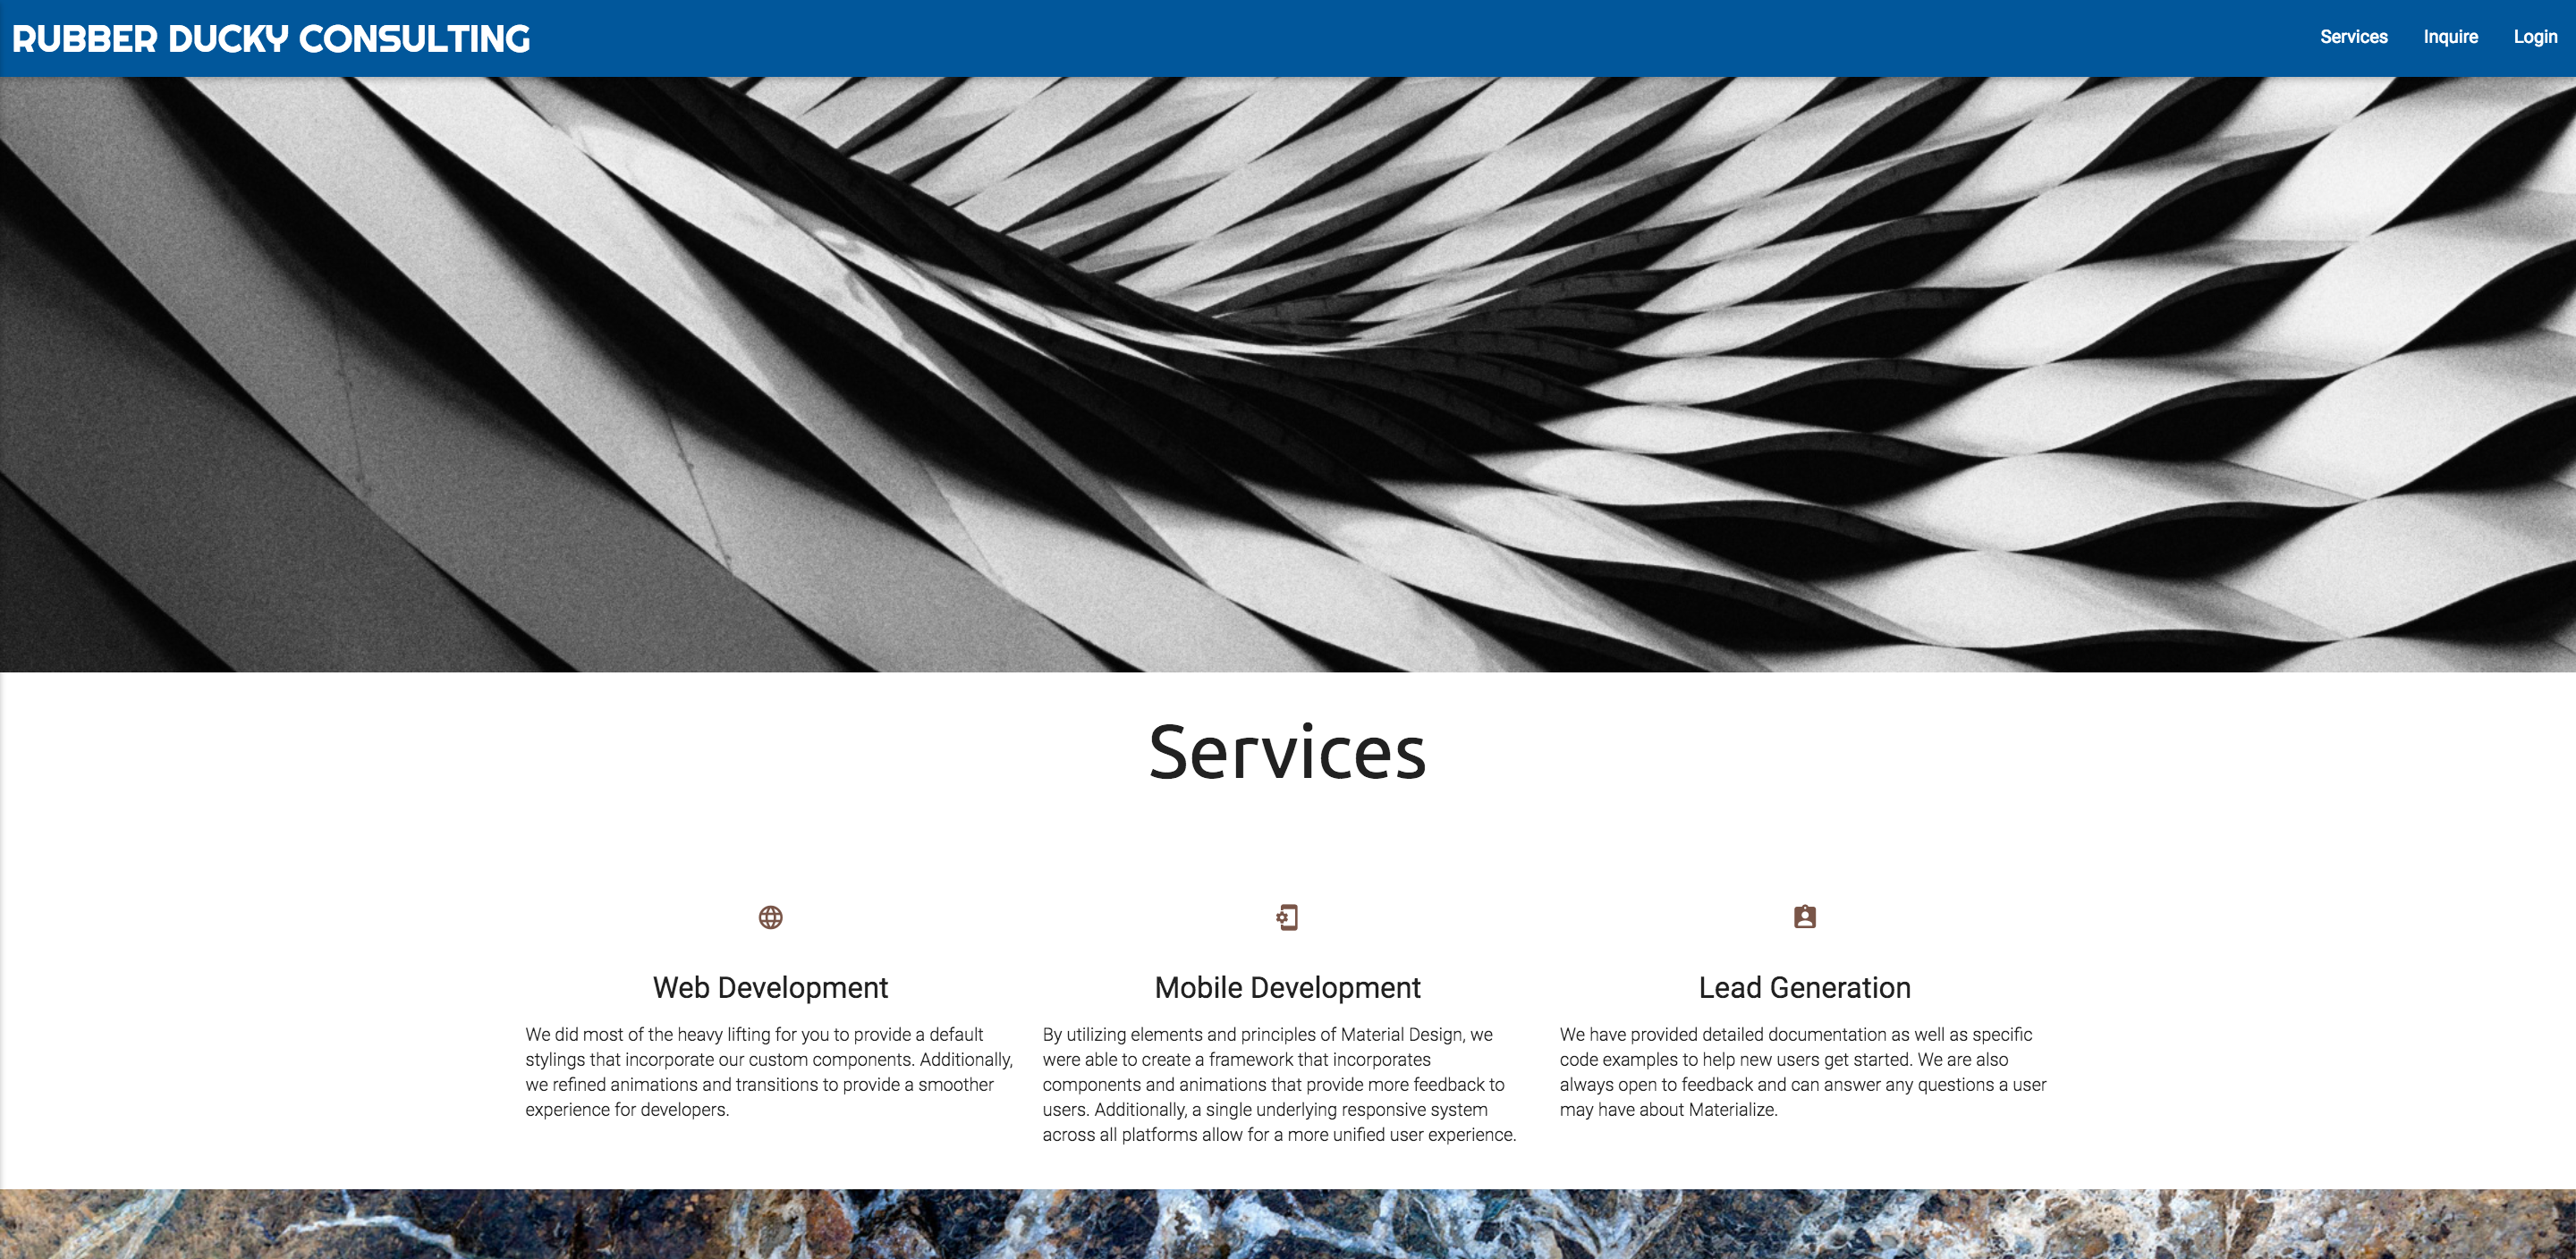 RUBBER DUCKY CONSULTING
Services Inquire Login
Services
Web Development
We did most of the heavy lifting for you to provide a default
stylings that incorporate our custom components. Additionally,
we refined animations and transitions to provide a smoother
experience for developers.
Mobile Development
By utilizing elements and principles of Material Design, we
were able to create a framework that incorporates
components and animations that provide more feedback to
users. Additionally, a single underlying responsive system
across all platforms allow for a more unified user experience.
Lead Generation
We have provided detailed documentation as well as specific
code examples to help new users get started. We are also
always open to feedback and can answer any questions a user
may have about Materialize.